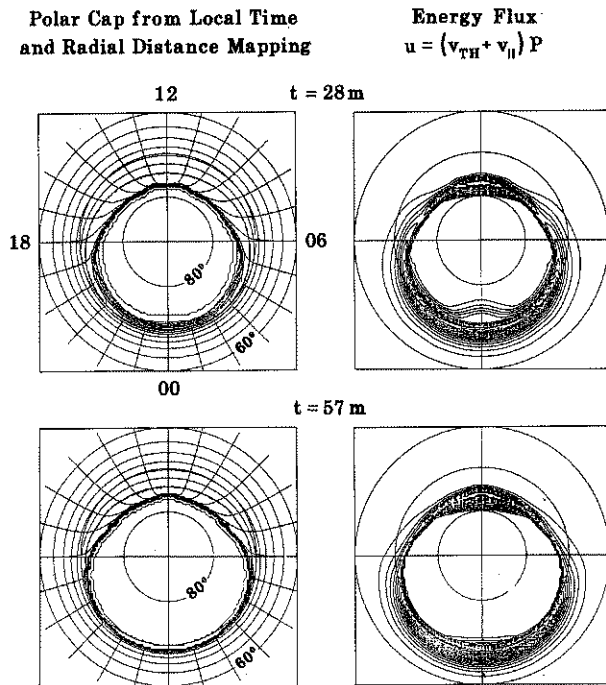 Polar Cap from Local Time
and Radial Distance Mapping
Energy Flux
u = (v_TH + v_||) P
12
t = 28 m
18
06
80°
60°
00
t = 57 m
80°
60°